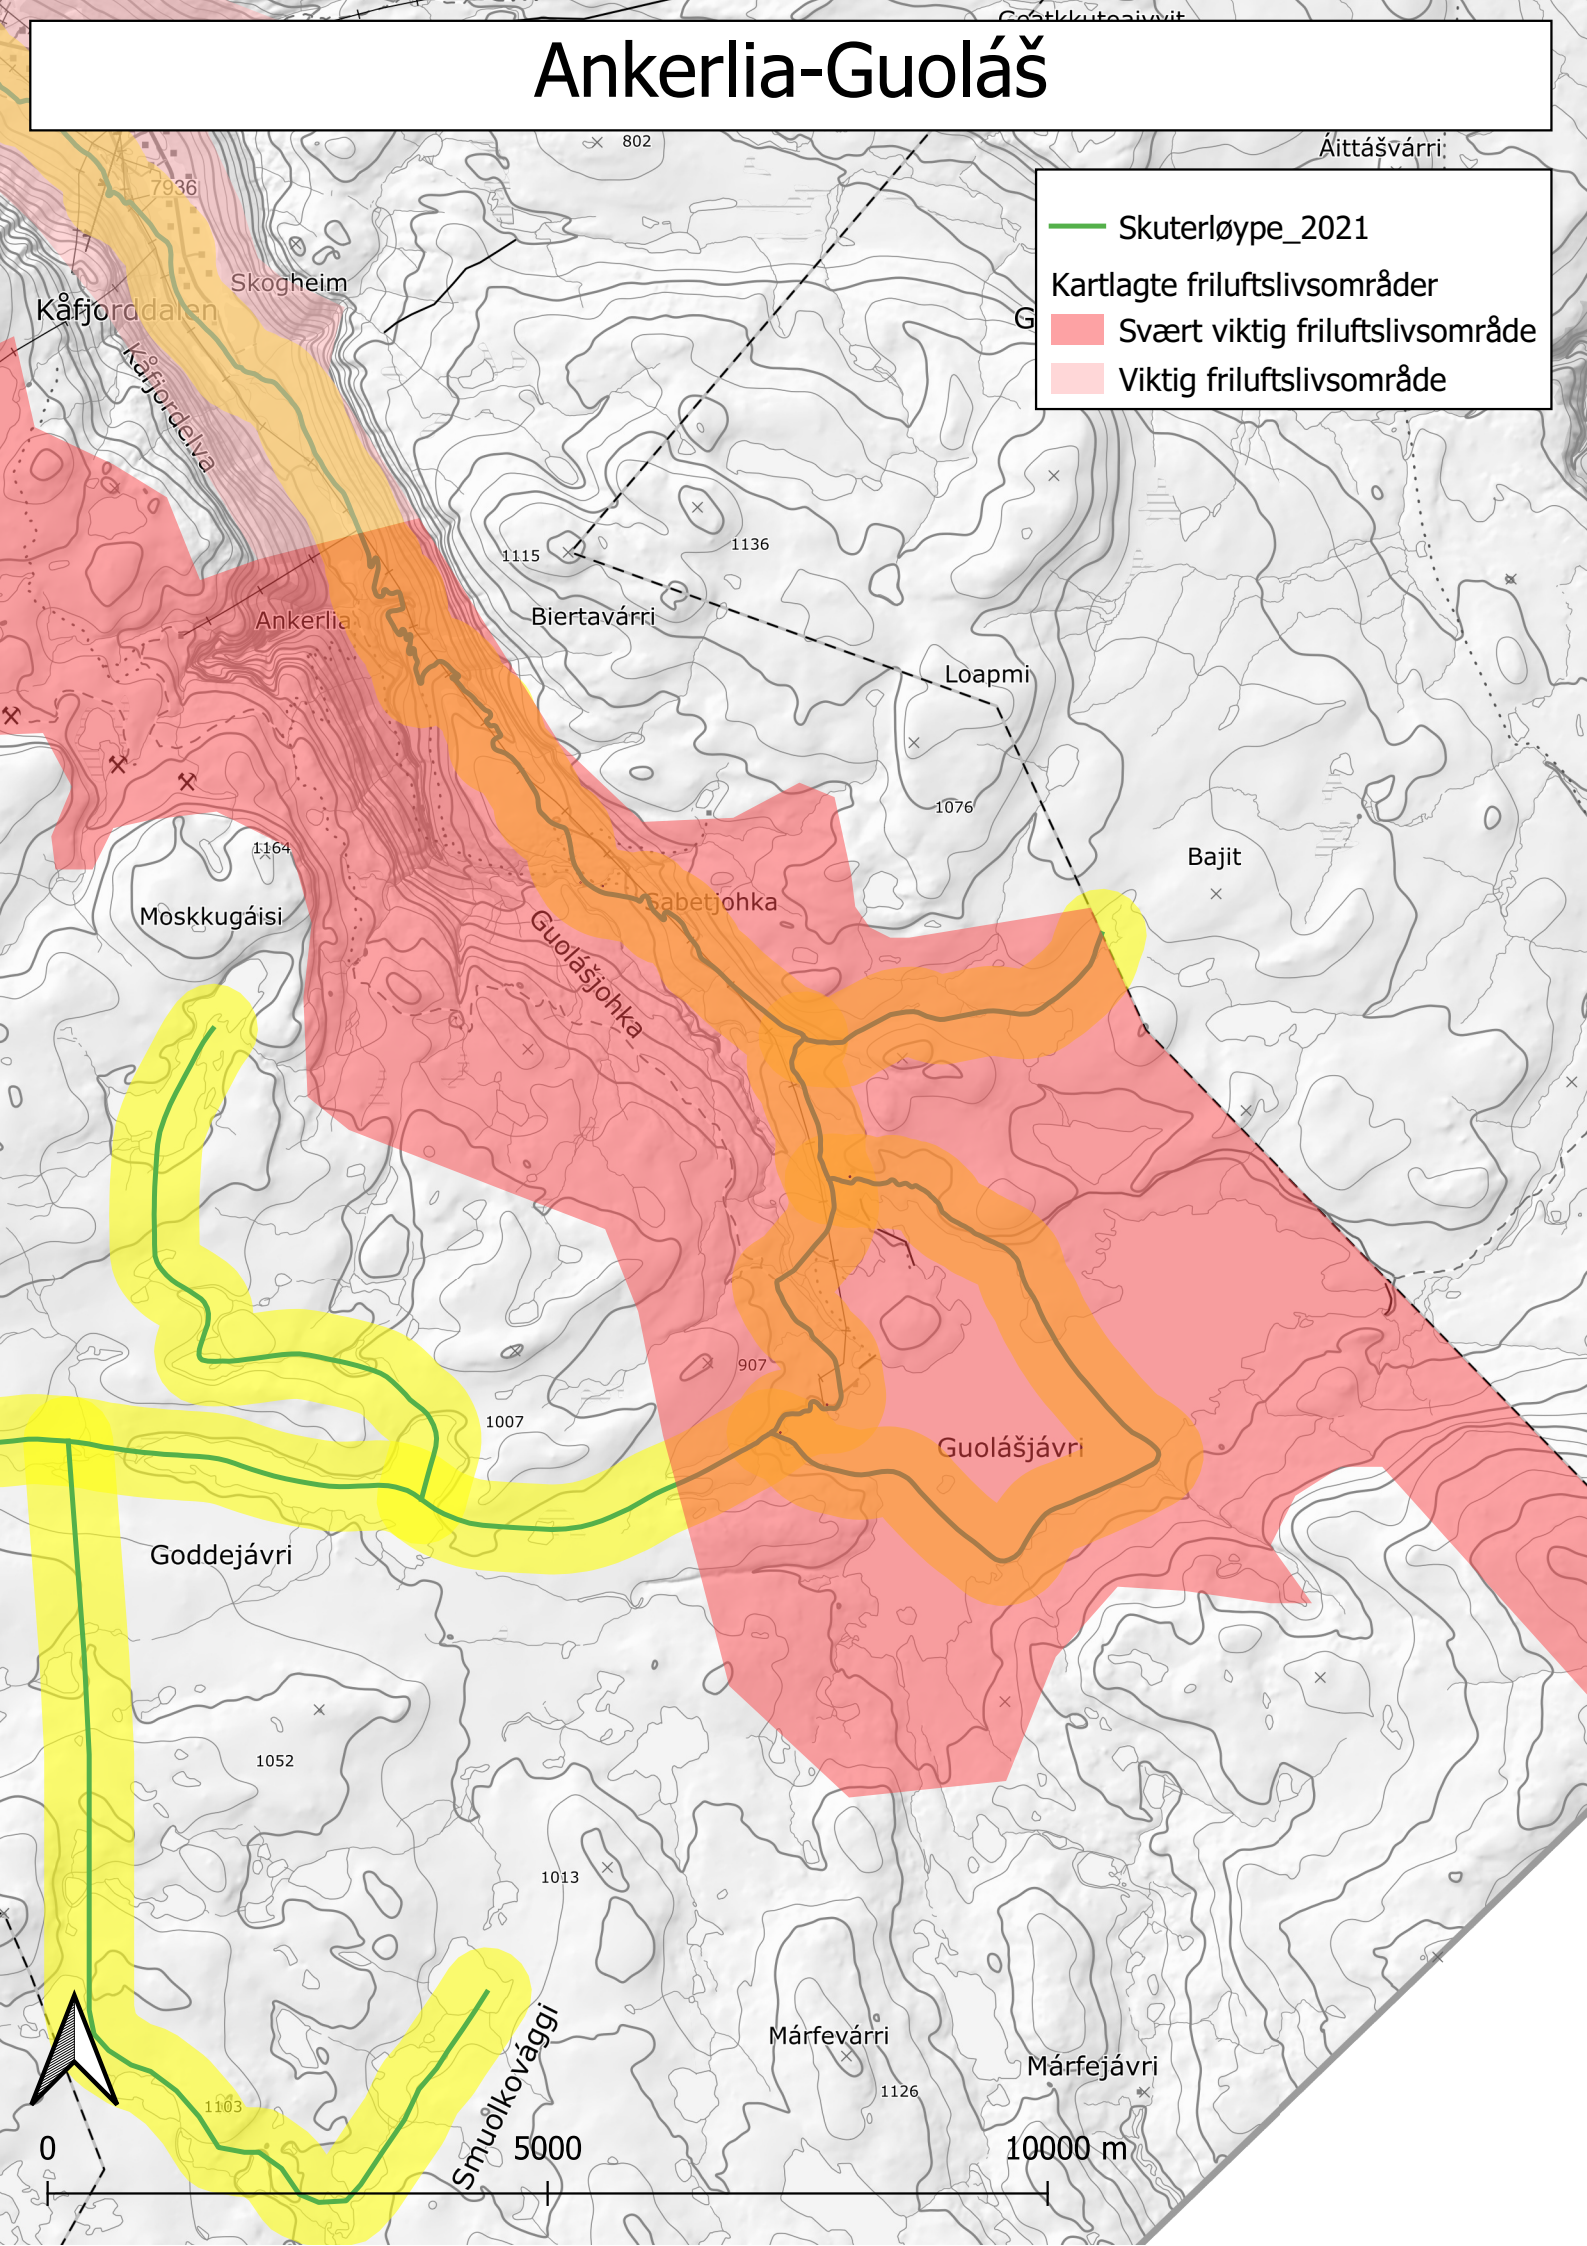 Ankerlia-Guoláš
802
Áittášvárri
7936
Skuterløype_2021
Skogheim
Kartlagte friluftslivsområder
Kåfjorddalen
G
Svært viktig friluftslivsområde
Viktig friluftslivsområde
Kåfjordelva
1136
1115
Biertavárri
Ankerlia
Loapmi
1076
1164
Bajit
Sabetjohka
Moskkugáisi
Guolášjohka
907
1007
Guolášjávri
Goddejávri
1052
1013
Márfevárri
Smuolkovággi
Márfejávri
1126
1103
0
5000
10000 m